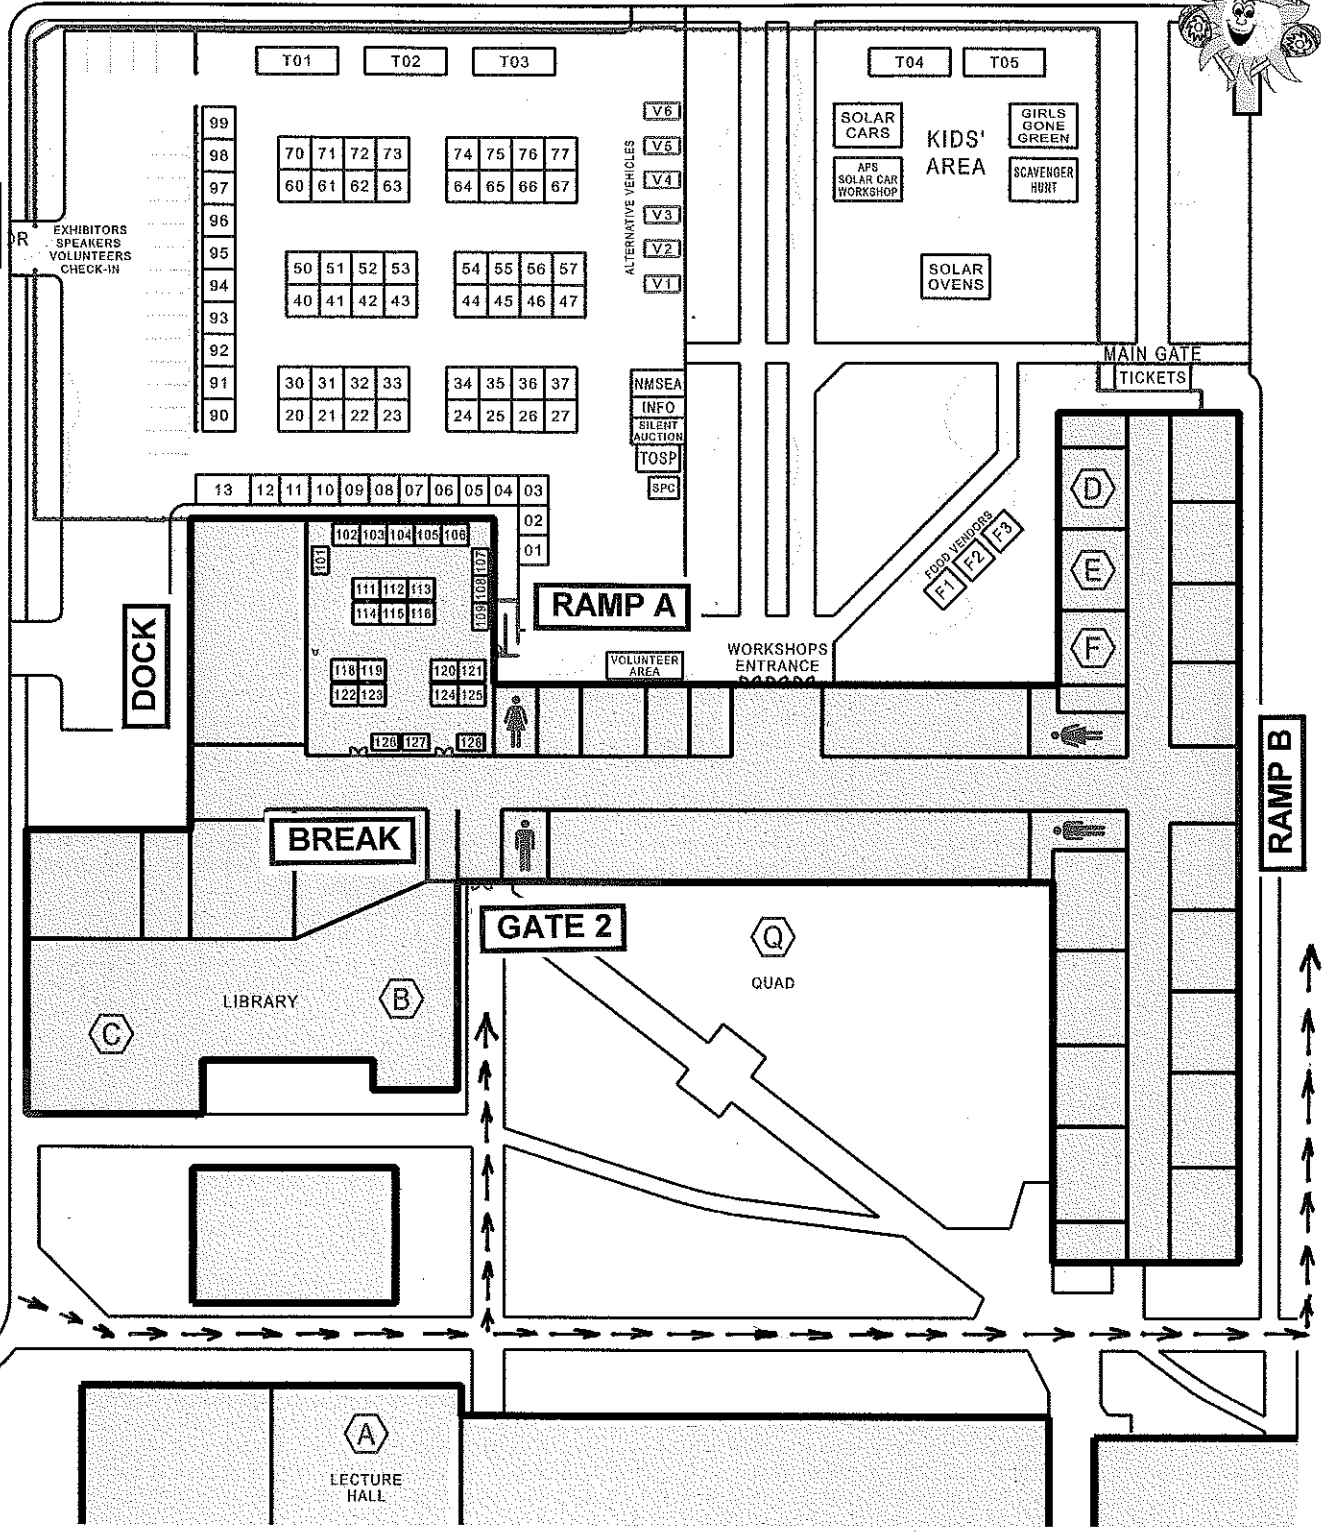 T01 T02 T03 T04 T05
V6
V5
V4
V3
V2
V1
ALTERNATIVE VEHICLES
SOLAR
CARS
APS
SOLAR CAR
WORKSHOP
KIDS'
AREA
GIRLS
GONE
GREEN
SCAVENGER
HUNT
SOLAR
OVENS
99
98
97
96
95
94
93
92
91
90
70 71 72 73 74 75 76 77
60 61 62 63 64 65 66 67
50 51 52 53 54 55 56 57
40 41 42 43 44 45 46 47
30 31 32 33 34 35 36 37
20 21 22 23 24 25 26 27
EXHIBITORS
SPEAKERS
VOLUNTEERS
CHECK-IN
NMSEA
INFO
SILENT
AUCTION
TOSP
SPC
MAIN GATE
TICKETS
13 12 11 10 09 08 07 06 05 04 03
02
01
102 103 104 105 106
101
107
108
109
111 112 113
114 115 116
118 119 120 121
122 123 124 125
126 127 128
DOCK
RAMP A
FOOD VENDORS
F1 F2 F3
D
E
F
VOLUNTEER
AREA
WORKSHOPS
ENTRANCE
RAMP B
BREAK
GATE 2
Q
QUAD
LIBRARY
B
C
A
LECTURE
HALL